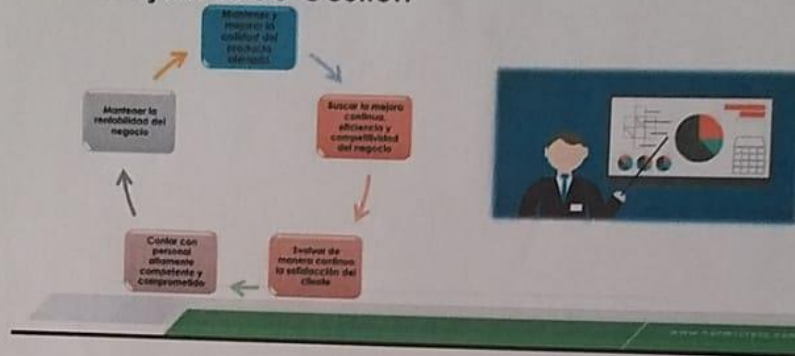 Gestión
Mantener y
mejorar la
calidad del
producto
Buscar la mejora
continua,
eficiencia y
competitividad
del negocio
Evaluar de
manera continua
la satisfacción del
cliente
Contar con
personal
altamente
competente y
comprometido
Mantener la
rentabilidad del
negocio